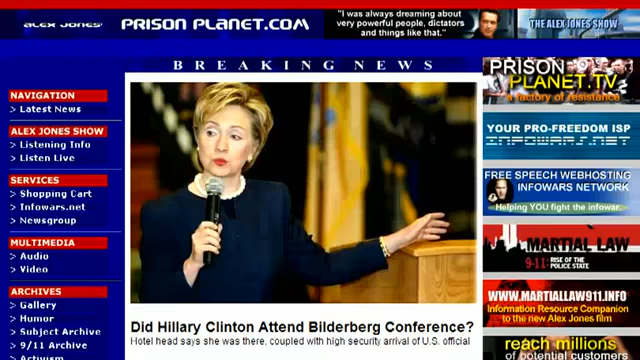 ALEX JONES'
PRISON PLANET.COM
"I was always dreaming about
very powerful people, dictators
and things like that."
THE ALEX JONES SHOW
BREAKING NEWS
NAVIGATION
> Latest News
ALEX JONES SHOW
> Listening Info
> Listen Live
SERVICES
> Shopping Cart
> Infowars.net
> Newsgroup
MULTIMEDIA
> Audio
> Video
ARCHIVES
> Gallery
> Humor
> Subject Archive
> 9/11 Archive
> Activism
Did Hillary Clinton Attend Bilderberg Conference?
Hotel head says she was there, coupled with high security arrival of U.S. official
PRISON
PLANET.TV
a factory of resistance
YOUR PRO-FREEDOM ISP
INFOWARS.NET
FREE SPEECH WEBHOSTING
INFOWARS NETWORK
Helping YOU fight the infowar.
MARTIAL LAW
9-11: RISE OF THE
POLICE STATE
WWW.MARTIALLAW911.INFO
Information Resource Companion
to the new Alex Jones film
reach millions
of potential customers